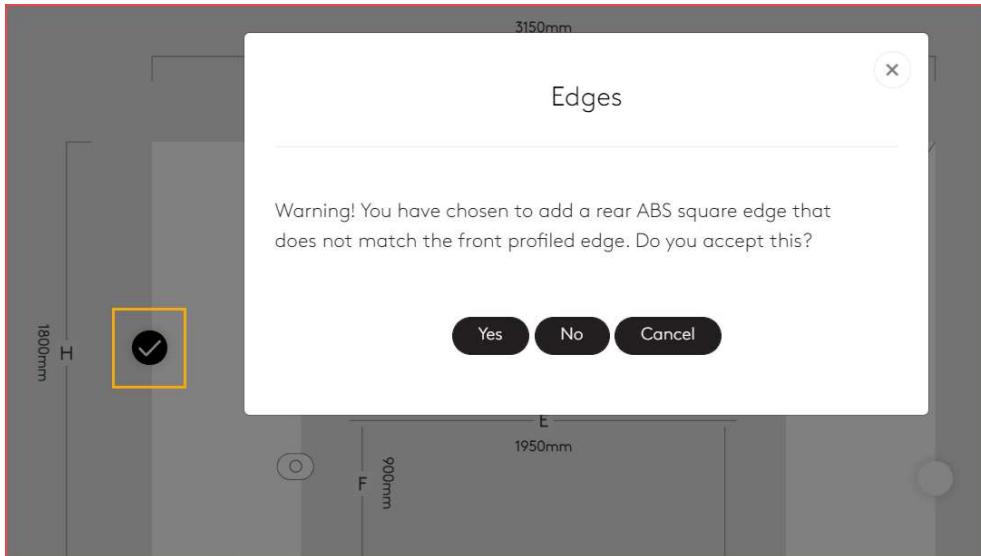 3150mm
Edges
Warning! You have chosen to add a rear ABS square edge that
does not match the front profiled edge. Do you accept this?
Yes No Cancel
1800mm
H
E
1950mm
F
900mm